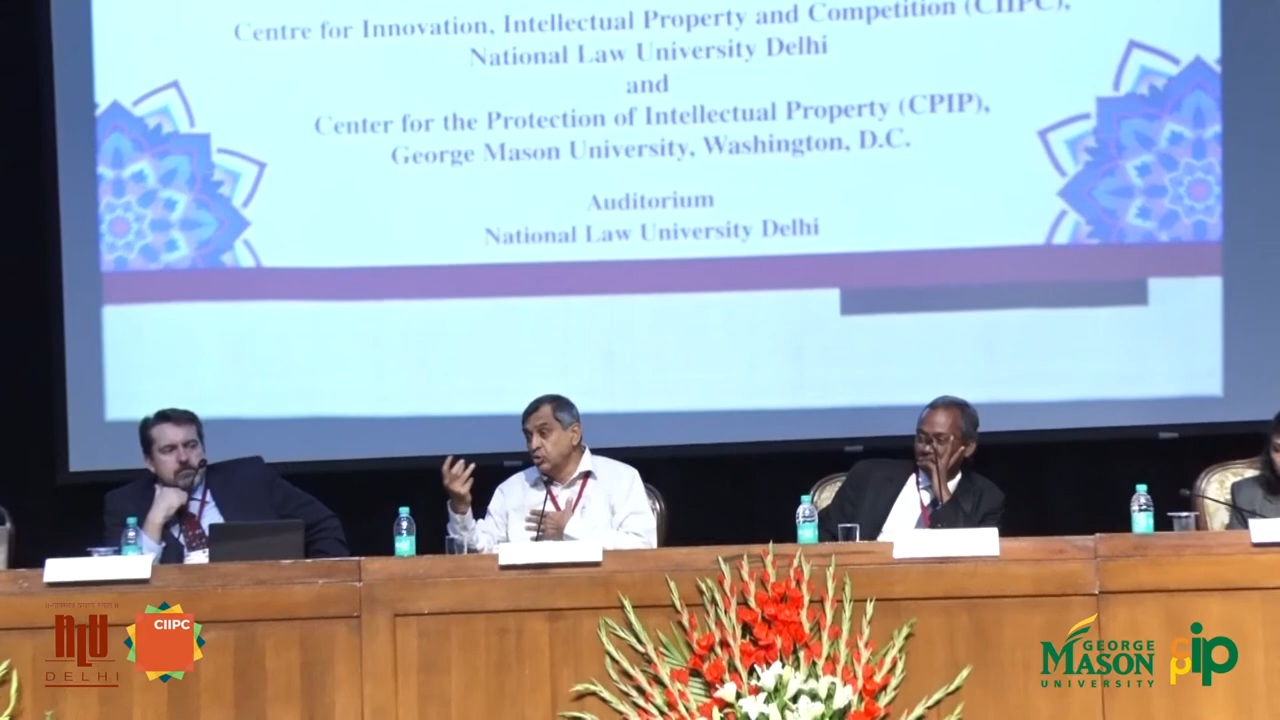 Centre for Innovation, Intellectual Property and Competition (CIIPC),
National Law University Delhi
and
Center for the Protection of Intellectual Property (CPIP),
George Mason University, Washington, D.C.
Auditorium
National Law University Delhi
NLU
DELHI
CIIPC
GEORGE
MASON
UNIVERSITY
cpip